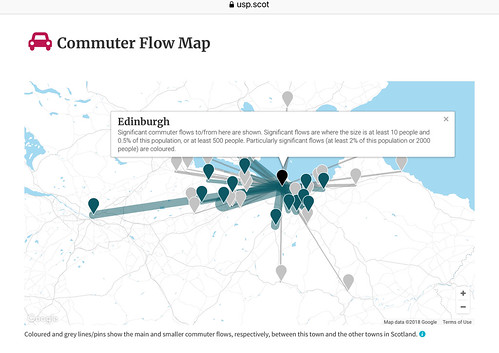 usp.scot
Commuter Flow Map
Edinburgh
×
Significant commuter flows to/from here are shown. Significant flows are where the size is at least 10 people and
0.5% of this population, or at least 500 people. Particularly significant flows (at least 2% of this population or 2000
people) are coloured.
+
−
Google
Map data ©2018 Google Terms of Use
Coloured and grey lines/pins show the main and smaller commuter flows, respectively, between this town and the other towns in Scotland.